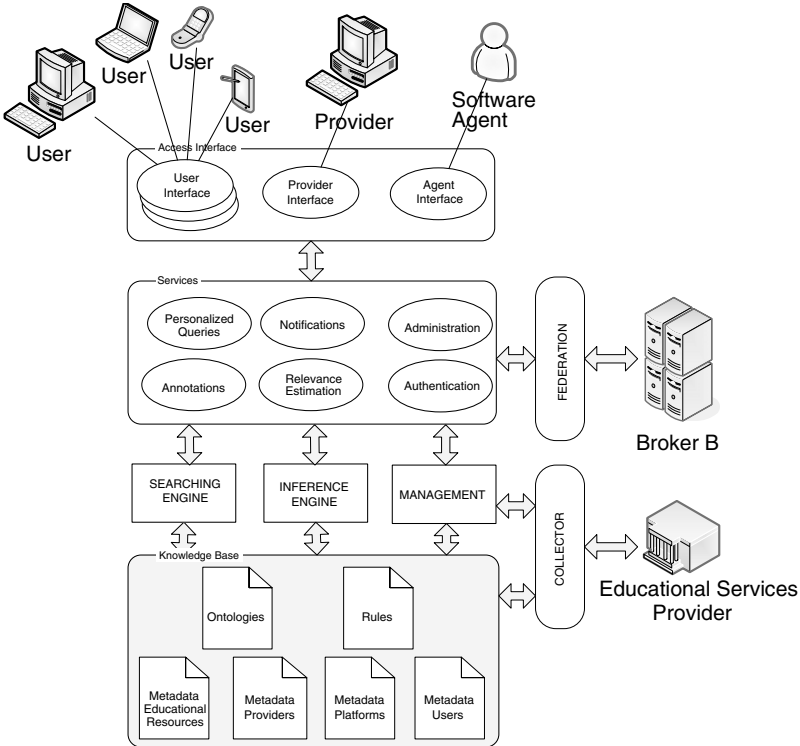 User
User
User
User
Provider
Software
Agent
Access Interface
User
Interface
Provider
Interface
Agent
Interface
Services
Personalized
Queries
Notifications
Administration
Annotations
Relevance
Estimation
Authentication
FEDERATION
Broker B
SEARCHING
ENGINE
INFERENCE
ENGINE
MANAGEMENT
COLLECTOR
Educational Services
Provider
Knowledge Base
Ontologies
Rules
Metadata
Educational
Resources
Metadata
Providers
Metadata
Platforms
Metadata
Users